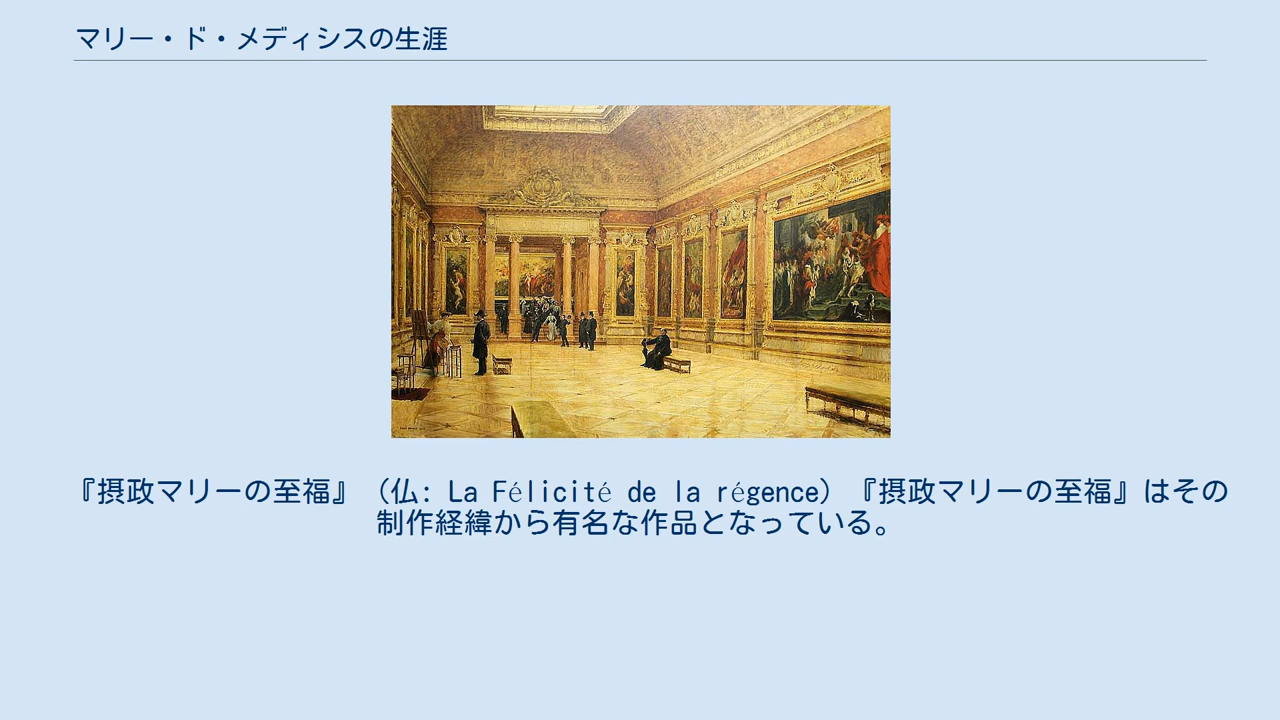 マリー・ド・メディシスの生涯
『摂政マリーの至福』（仏: La Félicité de la régence）『摂政マリーの至福』はその
制作経緯から有名な作品となっている。